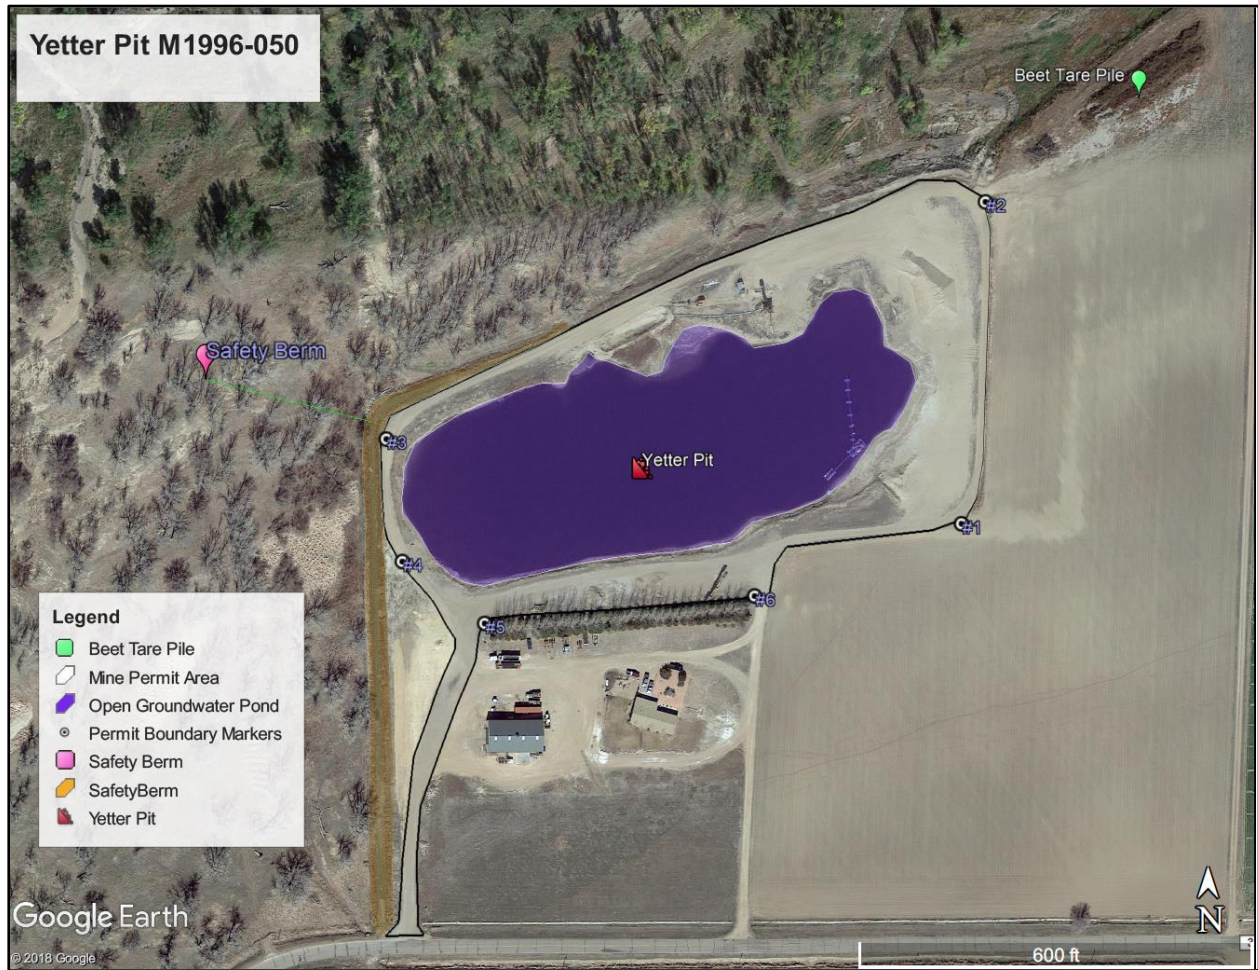 Yetter Pit M1996-050
Beet Tare Pile
#2
Safety Berm
#3
Yetter Pit
#1
#4
#6
#5
Legend
Beet Tare Pile
Mine Permit Area
Open Groundwater Pond
Permit Boundary Markers
Safety Berm
SafetyBerm
Yetter Pit
Google Earth
© 2018 Google
N
600 ft